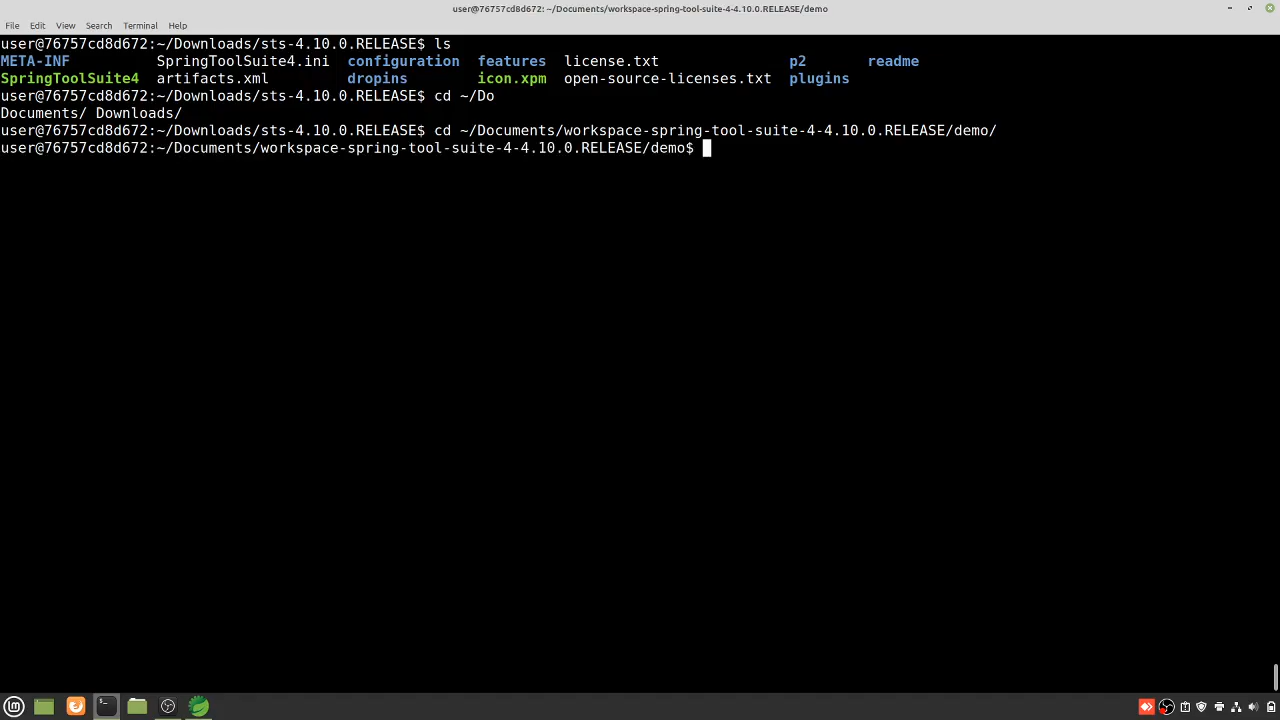 user@76757cd8d672: ~/Documents/workspace-spring-tool-suite-4-4.10.0.RELEASE/demo
File Edit View Search Terminal Help
user@76757cd8d672:~/Downloads/sts-4.10.0.RELEASE$ ls
META-INF SpringToolSuite4.ini configuration features license.txt p2 readme
SpringToolSuite4 artifacts.xml dropins icon.xpm open-source-licenses.txt plugins
user@76757cd8d672:~/Downloads/sts-4.10.0.RELEASE$ cd ~/Do
Documents/ Downloads/
user@76757cd8d672:~/Downloads/sts-4.10.0.RELEASE$ cd ~/Documents/workspace-spring-tool-suite-4-4.10.0.RELEASE/demo/
user@76757cd8d672:~/Documents/workspace-spring-tool-suite-4-4.10.0.RELEASE/demo$